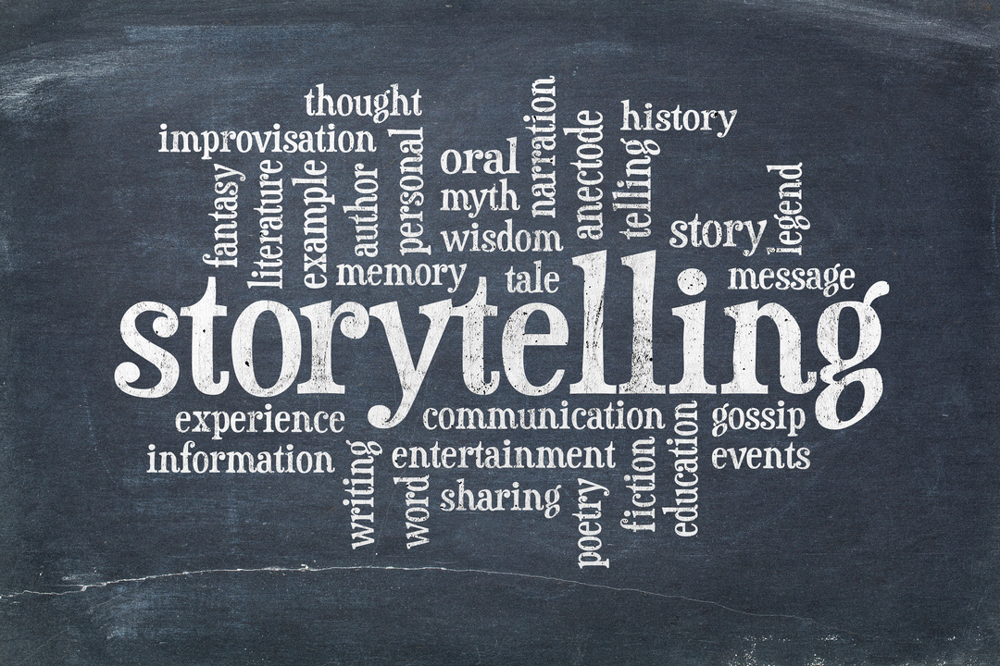 thought
history
improvisation
narration
anectode
personal
oral
telling
fantasy
literature
example
author
myth
legend
wisdom
story
memory
tale
message
storytelling
experience
communication
gossip
information
writing
entertainment
education
events
word
sharing
fiction
poetry